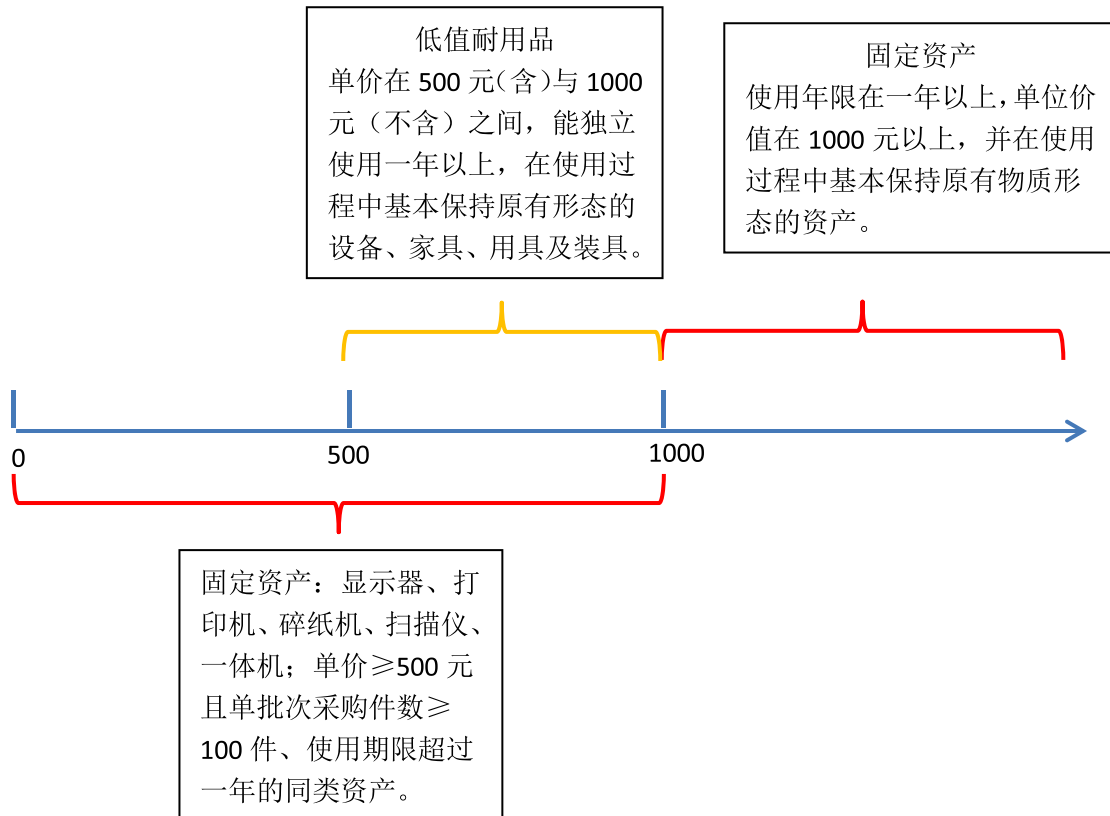 低值耐用品
单价在 500 元（含）与 1000
元（不含）之间，能独立
使用一年以上，在使用过
程中基本保持原有形态的
设备、家具、用具及装具。
固定资产
使用年限在一年以上，单位价
值在 1000 元以上，并在使用
过程中基本保持原有物质形
态的资产。
0
500
1000
固定资产：显示器、打
印机、碎纸机、扫描仪、
一体机；单价≥500 元
且单批次采购件数≥
100 件、使用期限超过
一年的同类资产。